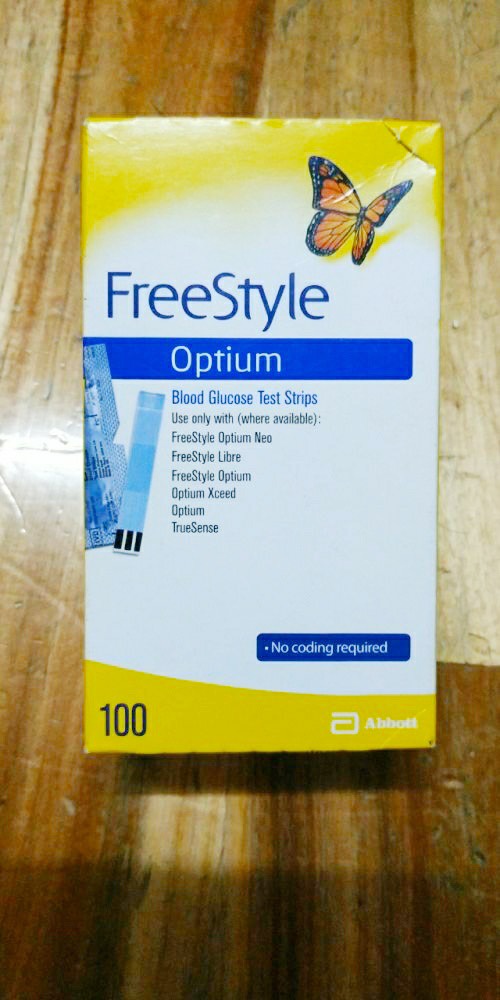 FreeStyle
Optium
Blood Glucose Test Strips
Use only with (where available):
FreeStyle Optium Neo
FreeStyle Libre
FreeStyle Optium
Optium Xceed
Optium
TrueSense
• No coding required
100
Abbott